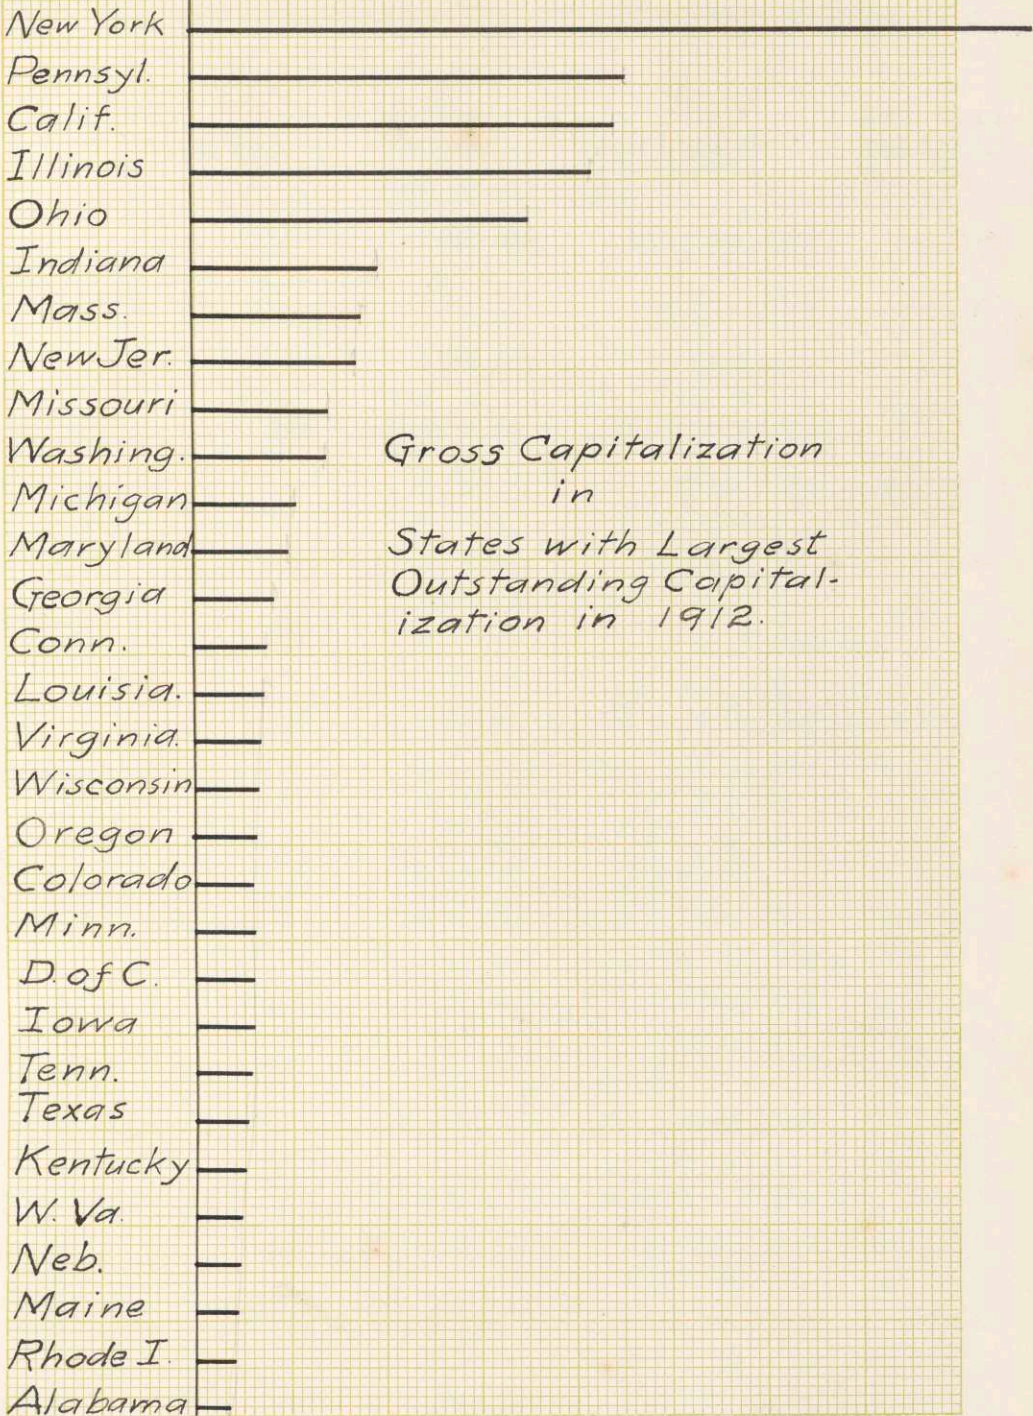 New York
Pennsyl.
Calif.
Illinois
Ohio
Indiana
Mass.
New Jer.
Missouri
Washing.
Michigan
Maryland
Georgia
Conn.
Louisia.
Virginia.
Wisconsin
Oregon
Colorado
Minn.
D. of C.
Iowa
Tenn.
Texas
Kentucky
W. Va.
Neb.
Maine
Rhode I.
Alabama
Gross Capitalization
in
States with Largest
Outstanding Capital-
ization in 1912.